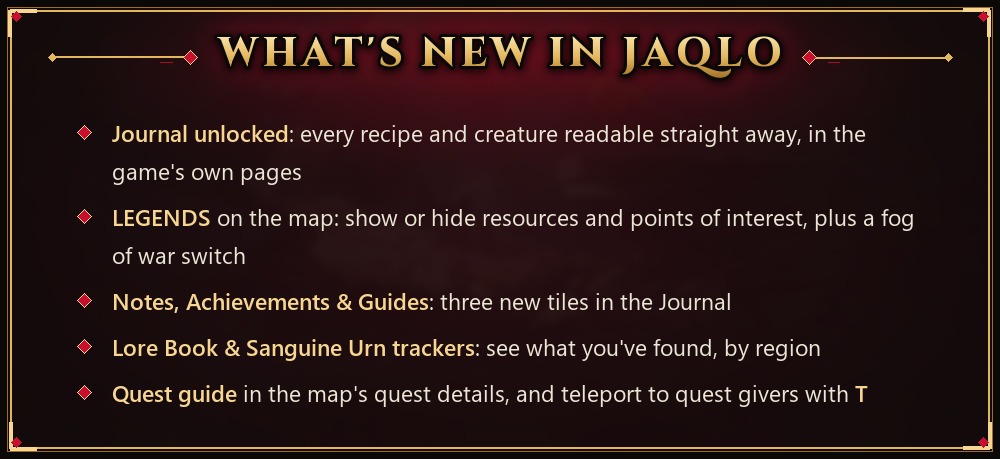 WHAT'S NEW IN JAQLO
Journal unlocked: every recipe and creature readable straight away, in the
game's own pages
LEGENDS on the map: show or hide resources and points of interest, plus a fog
of war switch
Notes, Achievements & Guides: three new tiles in the Journal
Lore Book & Sanguine Urn trackers: see what you've found, by region
Quest guide in the map's quest details, and teleport to quest givers with T